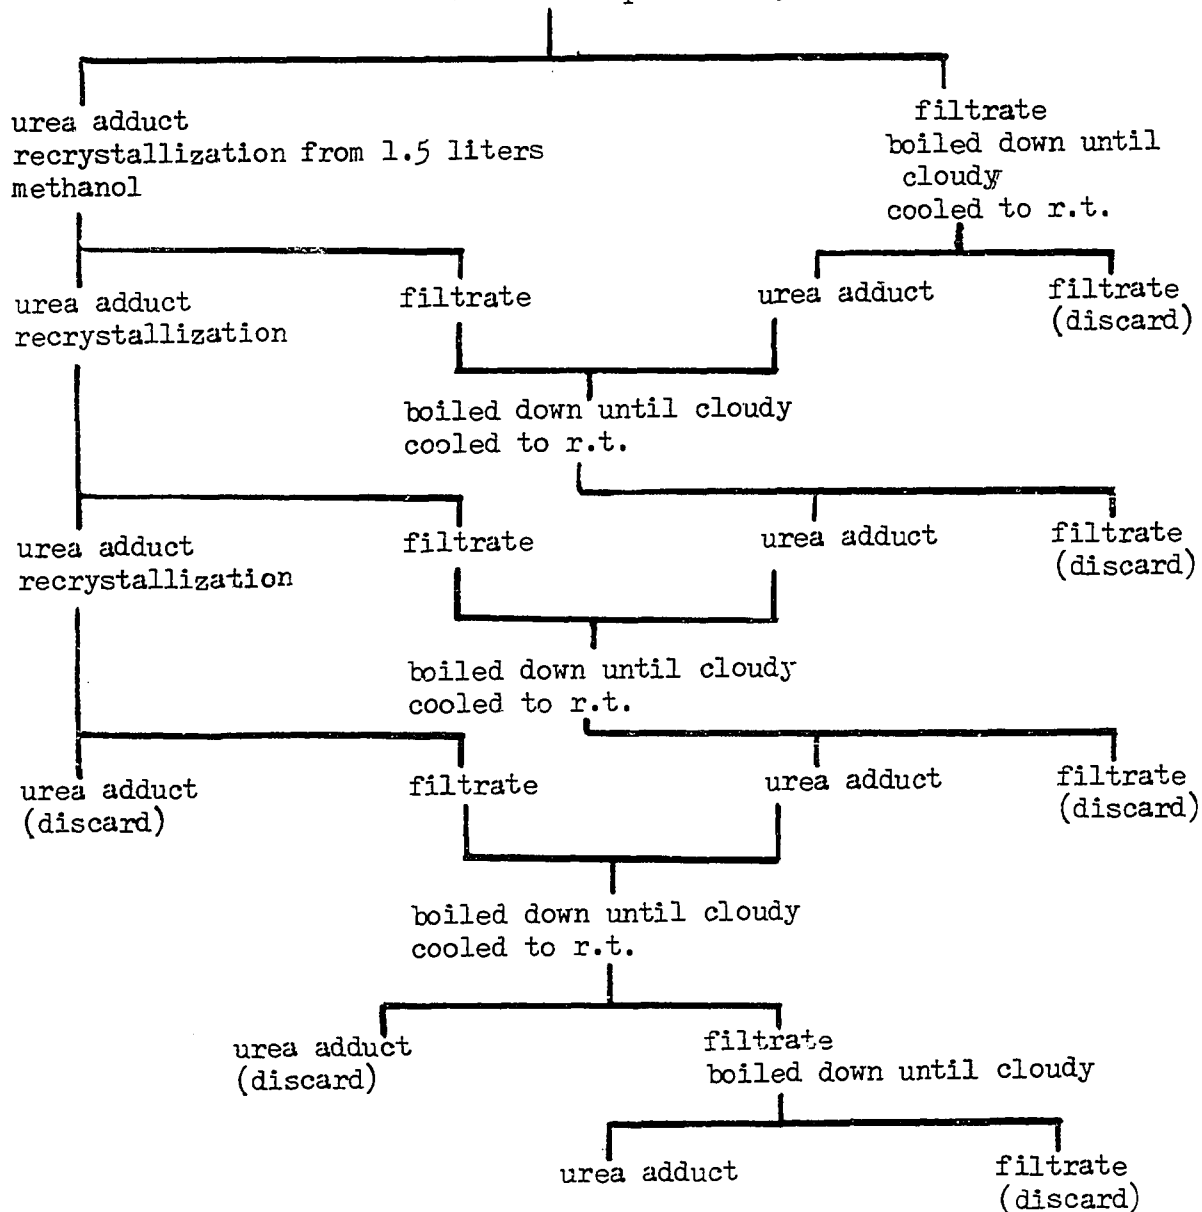 urea adduct
recrystallization from 1.5 liters
methanol
filtrate
boiled down until
cloudy
cooled to r.t.
urea adduct
recrystallization
filtrate
urea adduct
filtrate
(discard)
boiled down until cloudy
cooled to r.t.
urea adduct
recrystallization
filtrate
urea adduct
filtrate
(discard)
boiled down until cloudy
cooled to r.t.
urea adduct
(discard)
filtrate
urea adduct
filtrate
(discard)
boiled down until cloudy
cooled to r.t.
urea adduct
(discard)
filtrate
boiled down until cloudy
urea adduct
filtrate
(discard)